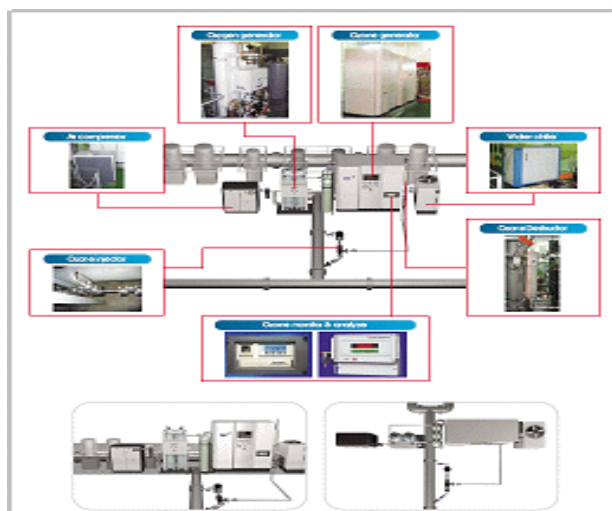 Oxygen generator
Ozone generator
Air compressor
Water chiller
Ozone injector
Ozone Destructor
Ozone monitor & analysis